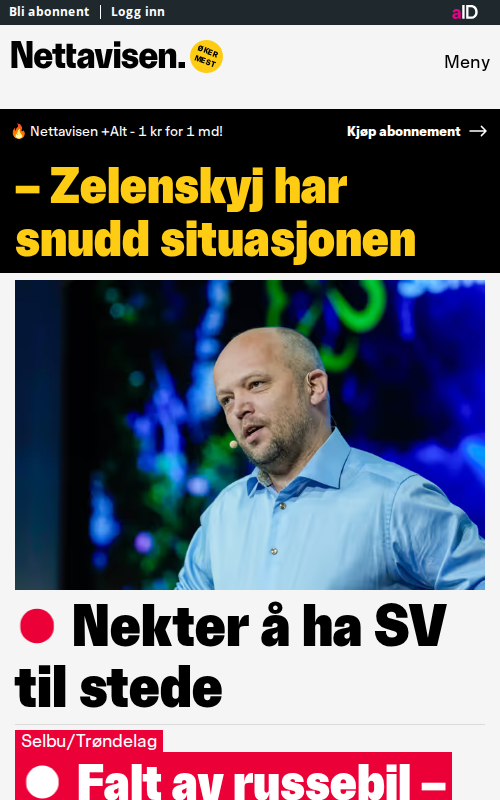 Bli abonnent | Logg inn
aID
Nettavisen.
ØKER
MEST
Meny
🔥 Nettavisen +Alt - 1 kr for 1 md!
Kjøp abonnement →
– Zelenskyj har
snudd situasjonen
Nekter å ha SV
til stede
Selbu/Trøndelag
Falt av russebil –